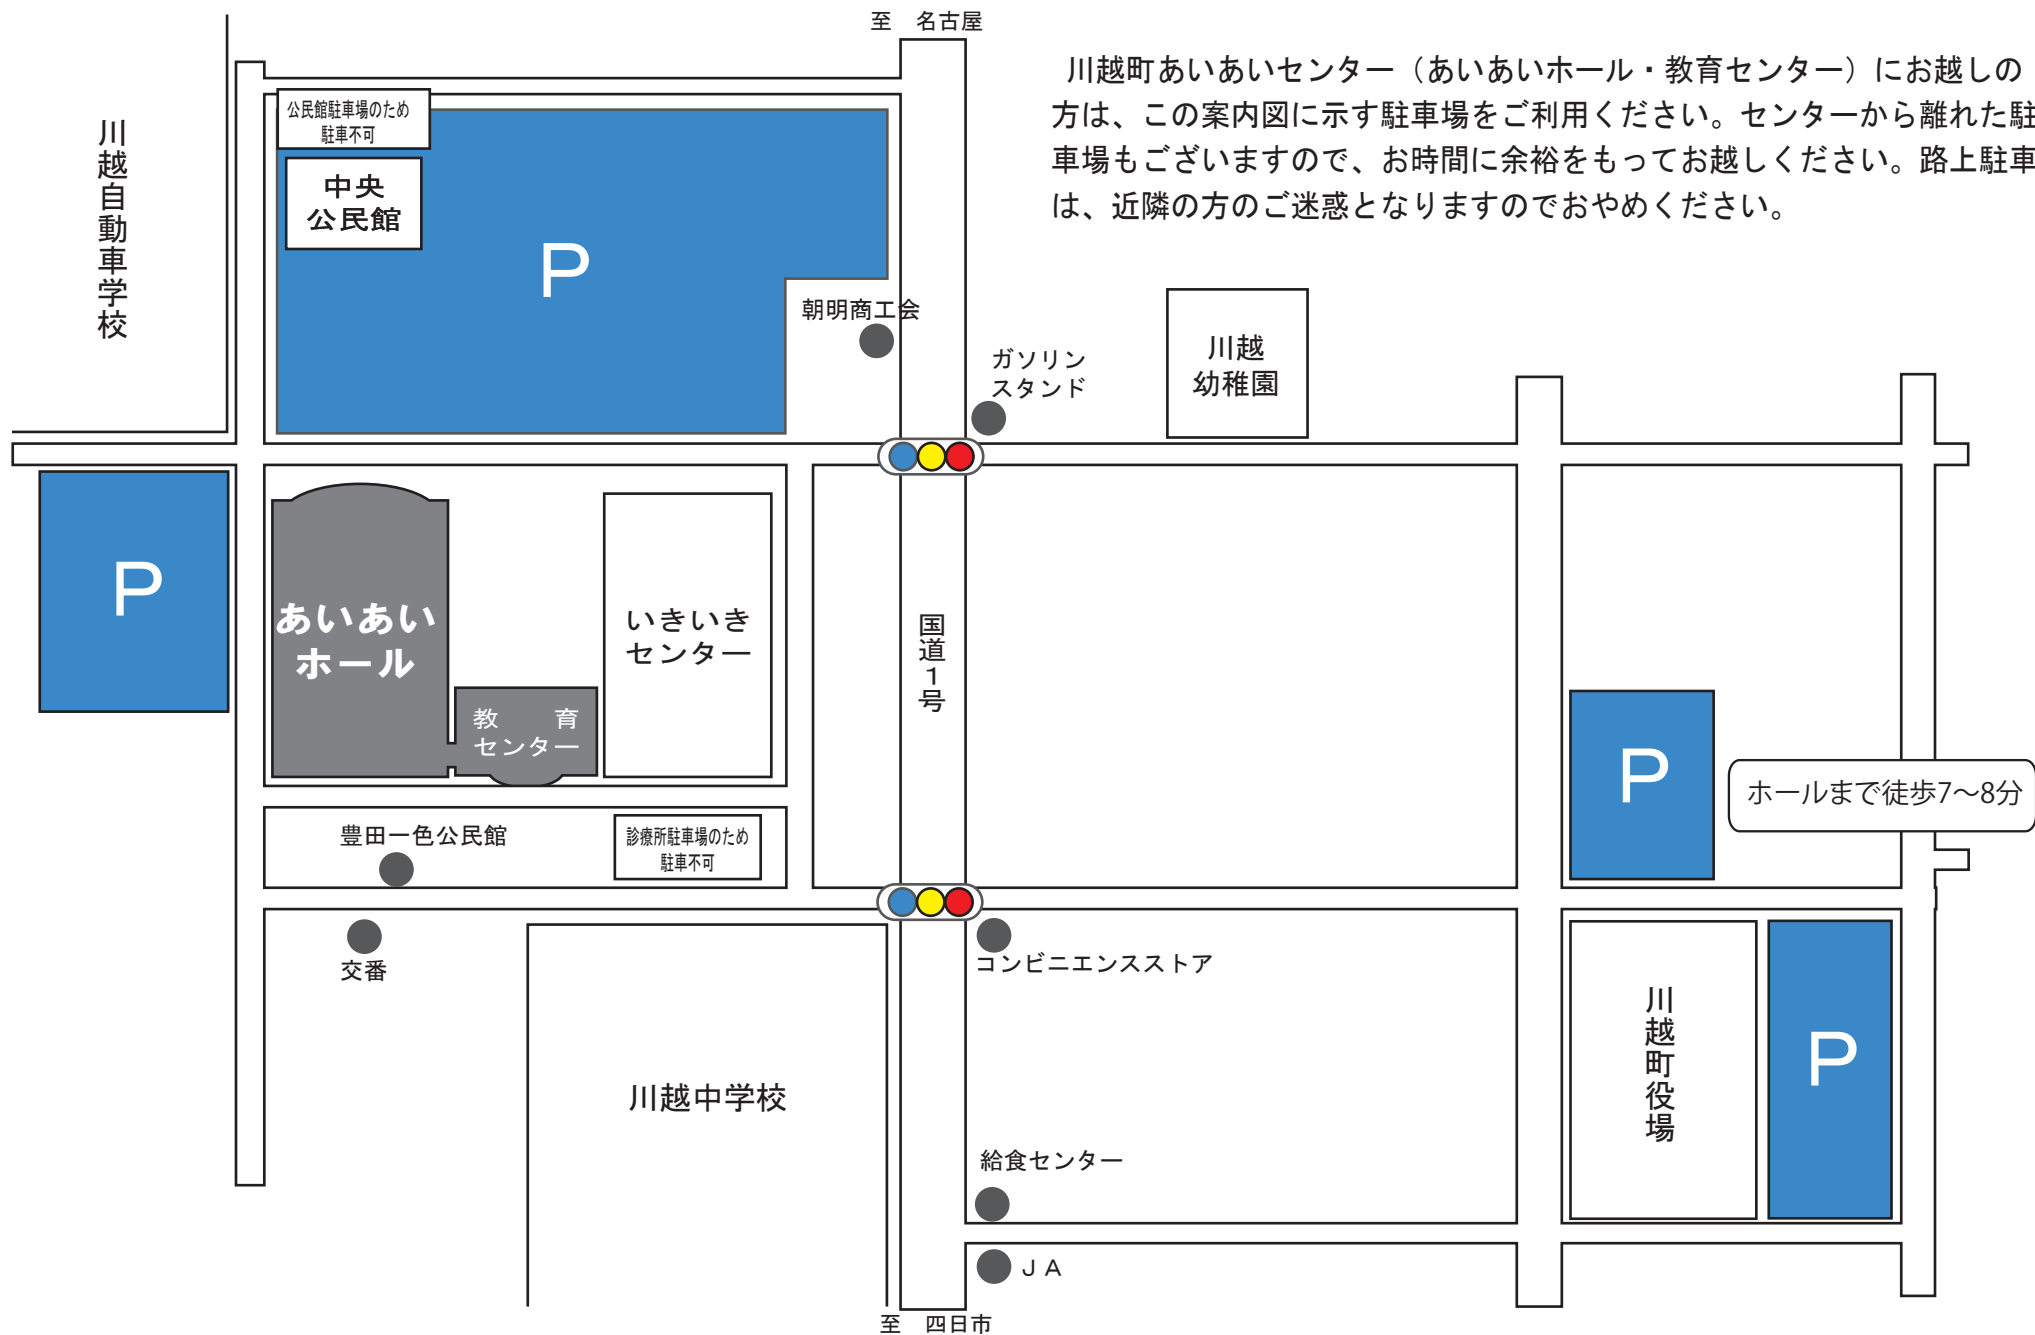 至　名古屋
川越町あいあいセンター（あいあいホール・教育センター）にお越しの
方は、この案内図に示す駐車場をご利用ください。センターから離れた駐
車場もございますので、お時間に余裕をもってお越しください。路上駐車
は、近隣の方のご迷惑となりますのでおやめください。
川越自動車学校
公民館駐車場のため
駐車不可
中央
公民館
P
朝明商工会
ガソリン
スタンド
川越
幼稚園
P
あいあい
ホール
教　育
センター
いきいき
センター
国道1号
P
ホールまで徒歩7～8分
豊田一色公民館
診療所駐車場のため
駐車不可
交番
コンビニエンスストア
川越中学校
川越町役場
P
給食センター
ＪＡ
至　四日市